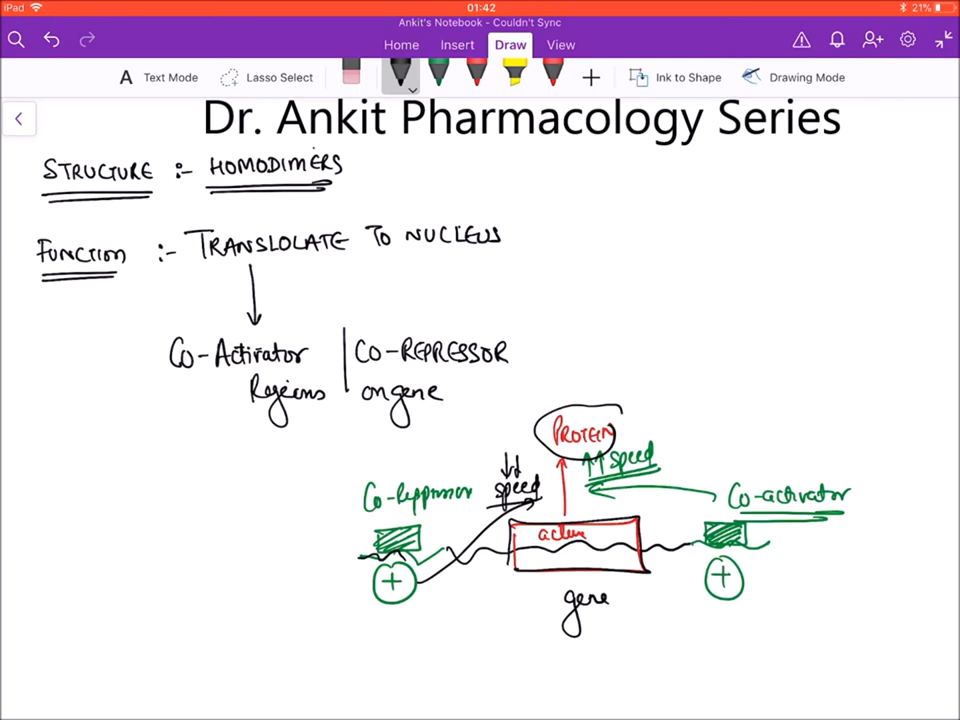 iPad 01:42 21%
Ankit's Notebook - Couldn't Sync
Home Insert Draw View
A Text Mode Lasso Select Ink to Shape Drawing Mode
Dr. Ankit Pharmacology Series
STRUCTURE :- HOMODIMERS
FUNCTION :- TRANSLOLATE TO NUCLEUS
Co-Activator | CO-REPRESSOR
Regions | on gene
PROTEIN
↑↑ speed
↓↓
Co-Reppressor speed Co-activator
active
+ +
gene